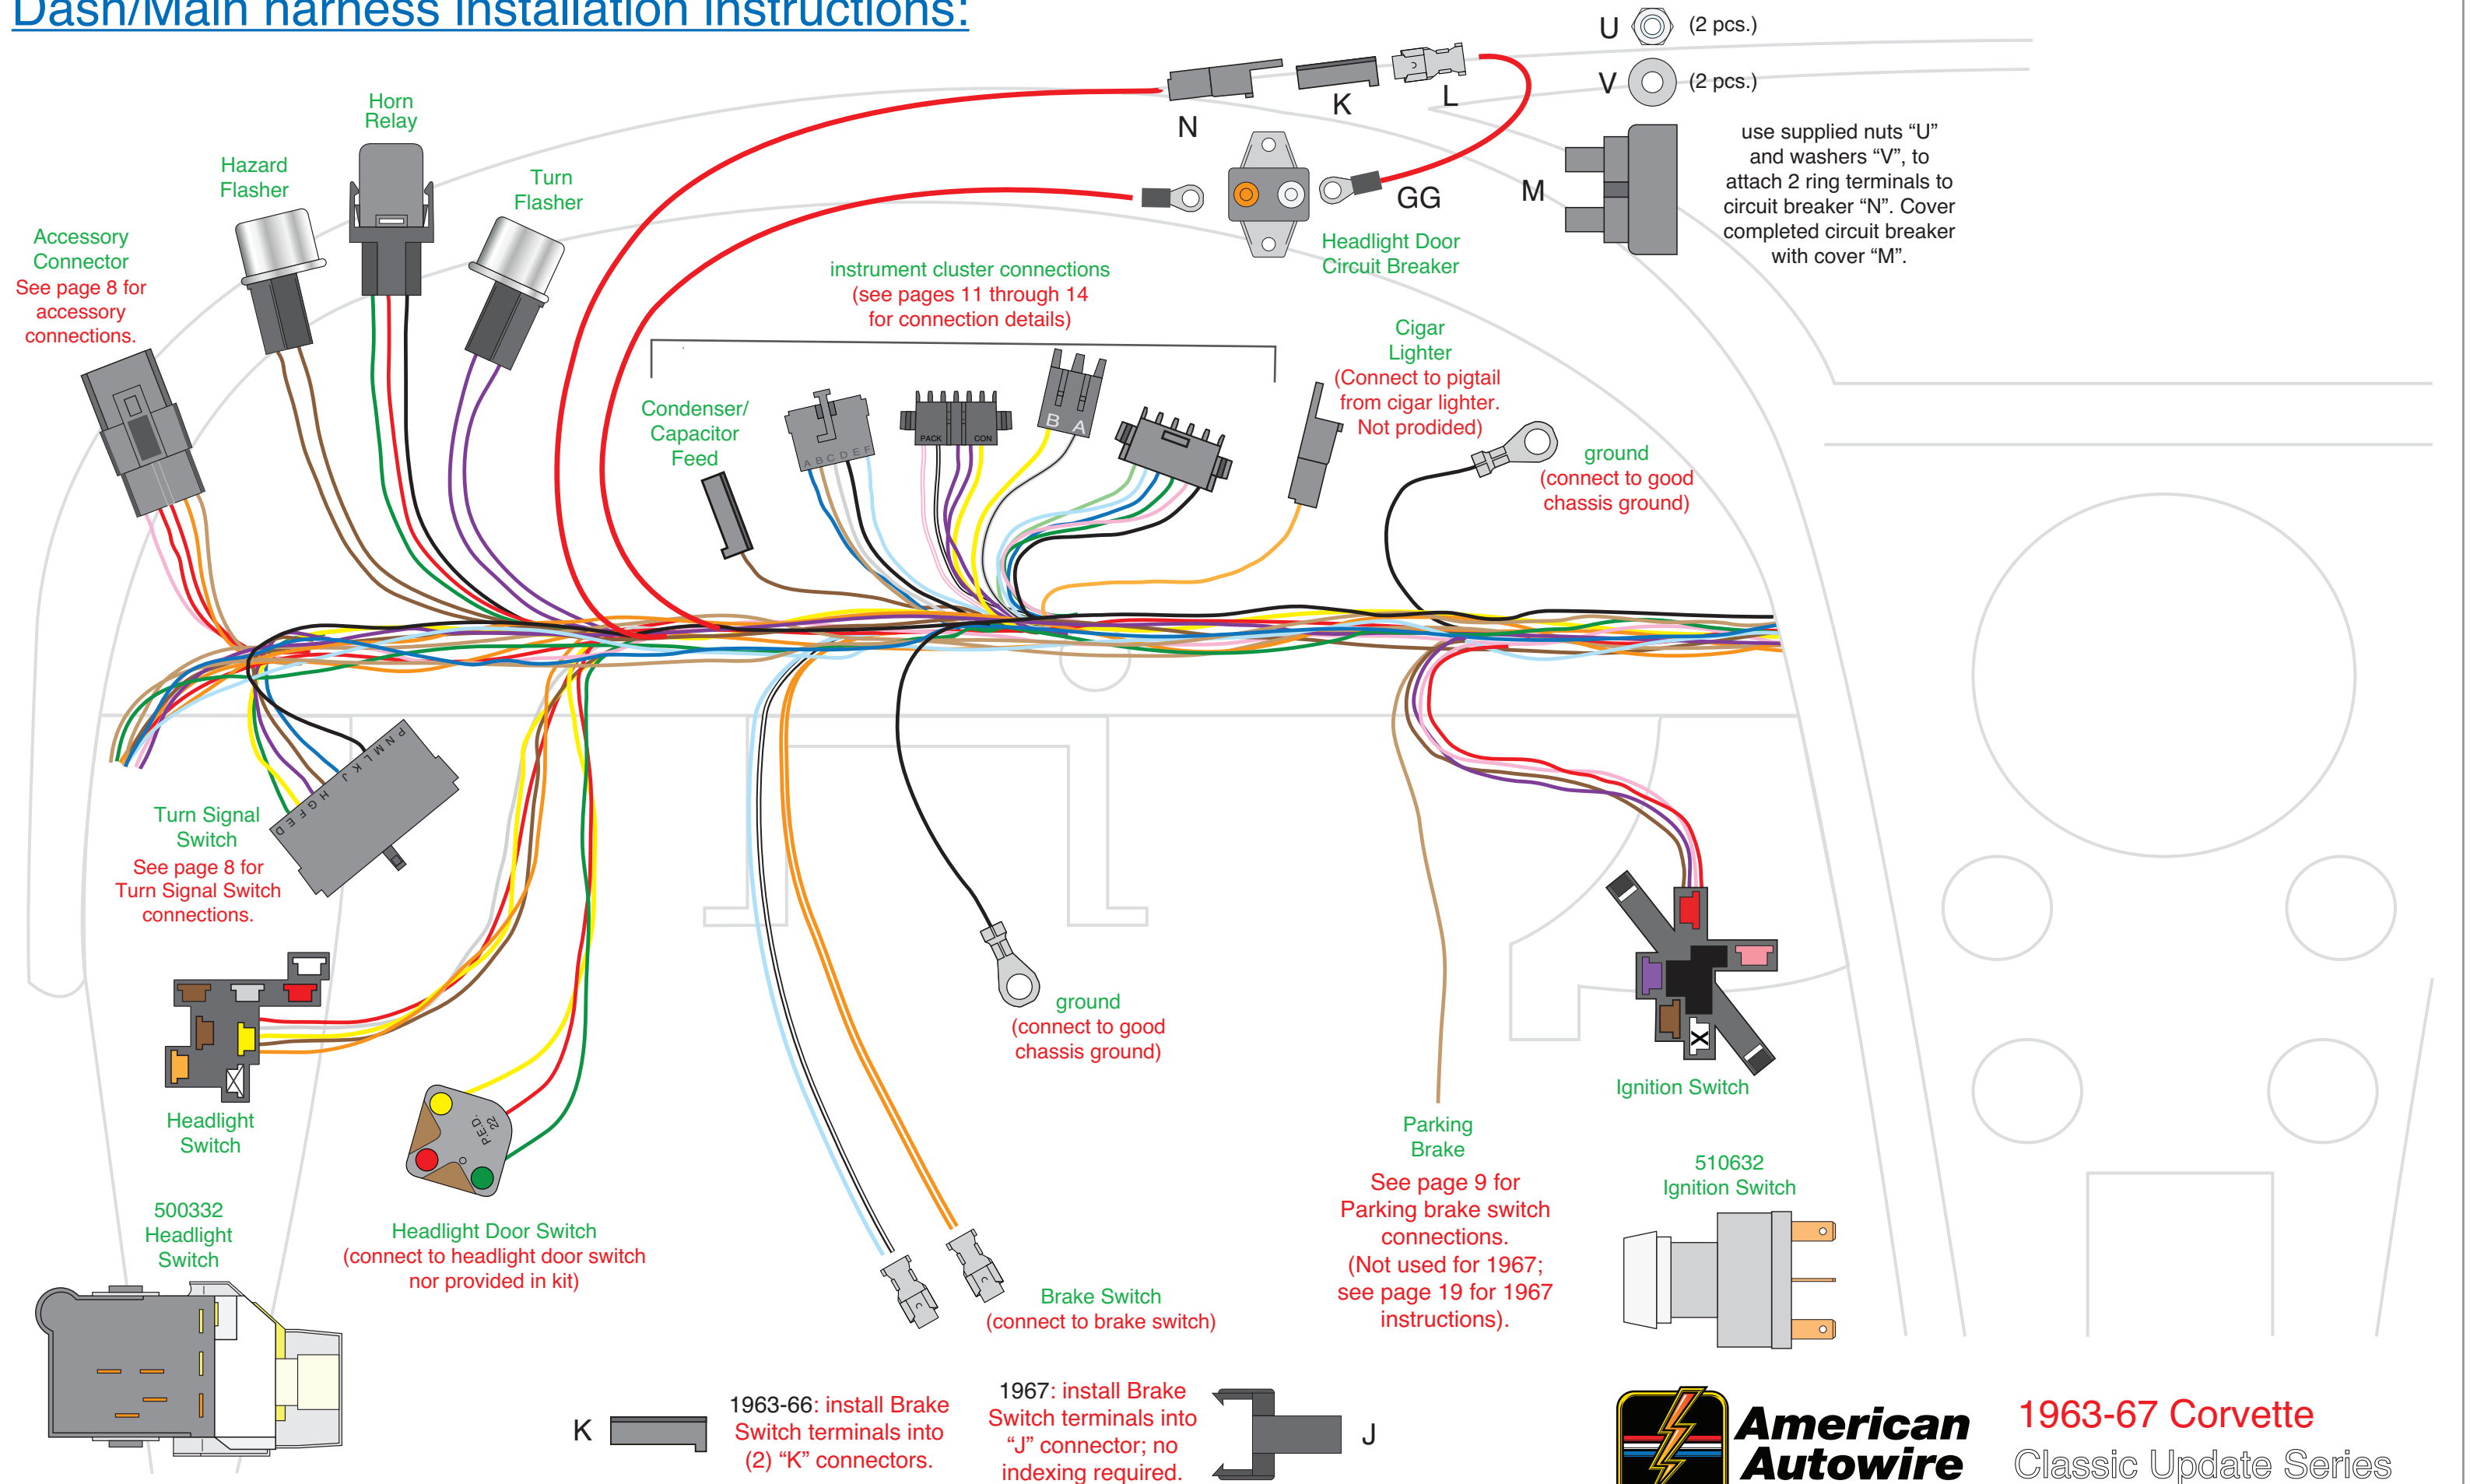 Dash/Main harness installation instructions:
U
(2 pcs.)
V
(2 pcs.)
N
K
L
M
GG
use supplied nuts “U”
and washers “V”, to
attach 2 ring terminals to
circuit breaker “N”. Cover
completed circuit breaker
with cover “M”.
Headlight Door
Circuit Breaker
Horn
Relay
Hazard
Flasher
Turn
Flasher
Accessory
Connector
See page 8 for
accessory
connections.
instrument cluster connections
(see pages 11 through 14
for connection details)
Condenser/
Capacitor
Feed
A B C D E F
PACK
CON
B A
C
Cigar
Lighter
(Connect to pigtail
from cigar lighter.
Not prodided)
ground
(connect to good
chassis ground)
P N M L K J H G F E D
Turn Signal
Switch
See page 8 for
Turn Signal Switch
connections.
Headlight
Switch
500332
Headlight
Switch
P.E.D.
22
Headlight Door Switch
(connect to headlight door switch
nor provided in kit)
ground
(connect to good
chassis ground)
C
C
Brake Switch
(connect to brake switch)
Parking
Brake
See page 9 for
Parking brake switch
connections.
(Not used for 1967;
see page 19 for 1967
instructions).
Ignition Switch
510632
Ignition Switch
K
1963-66: install Brake
Switch terminals into
(2) “K” connectors.
1967: install Brake
Switch terminals into
“J” connector; no
indexing required.
J
American
Autowire
1963-67 Corvette
Classic Update Series